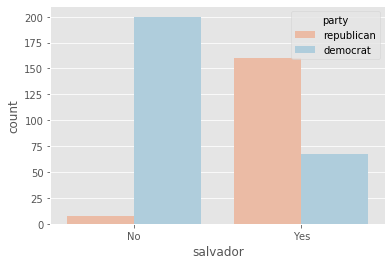 200
175
150
125
100
75
50
25
0
count
No
Yes
salvador
party
republican
democrat